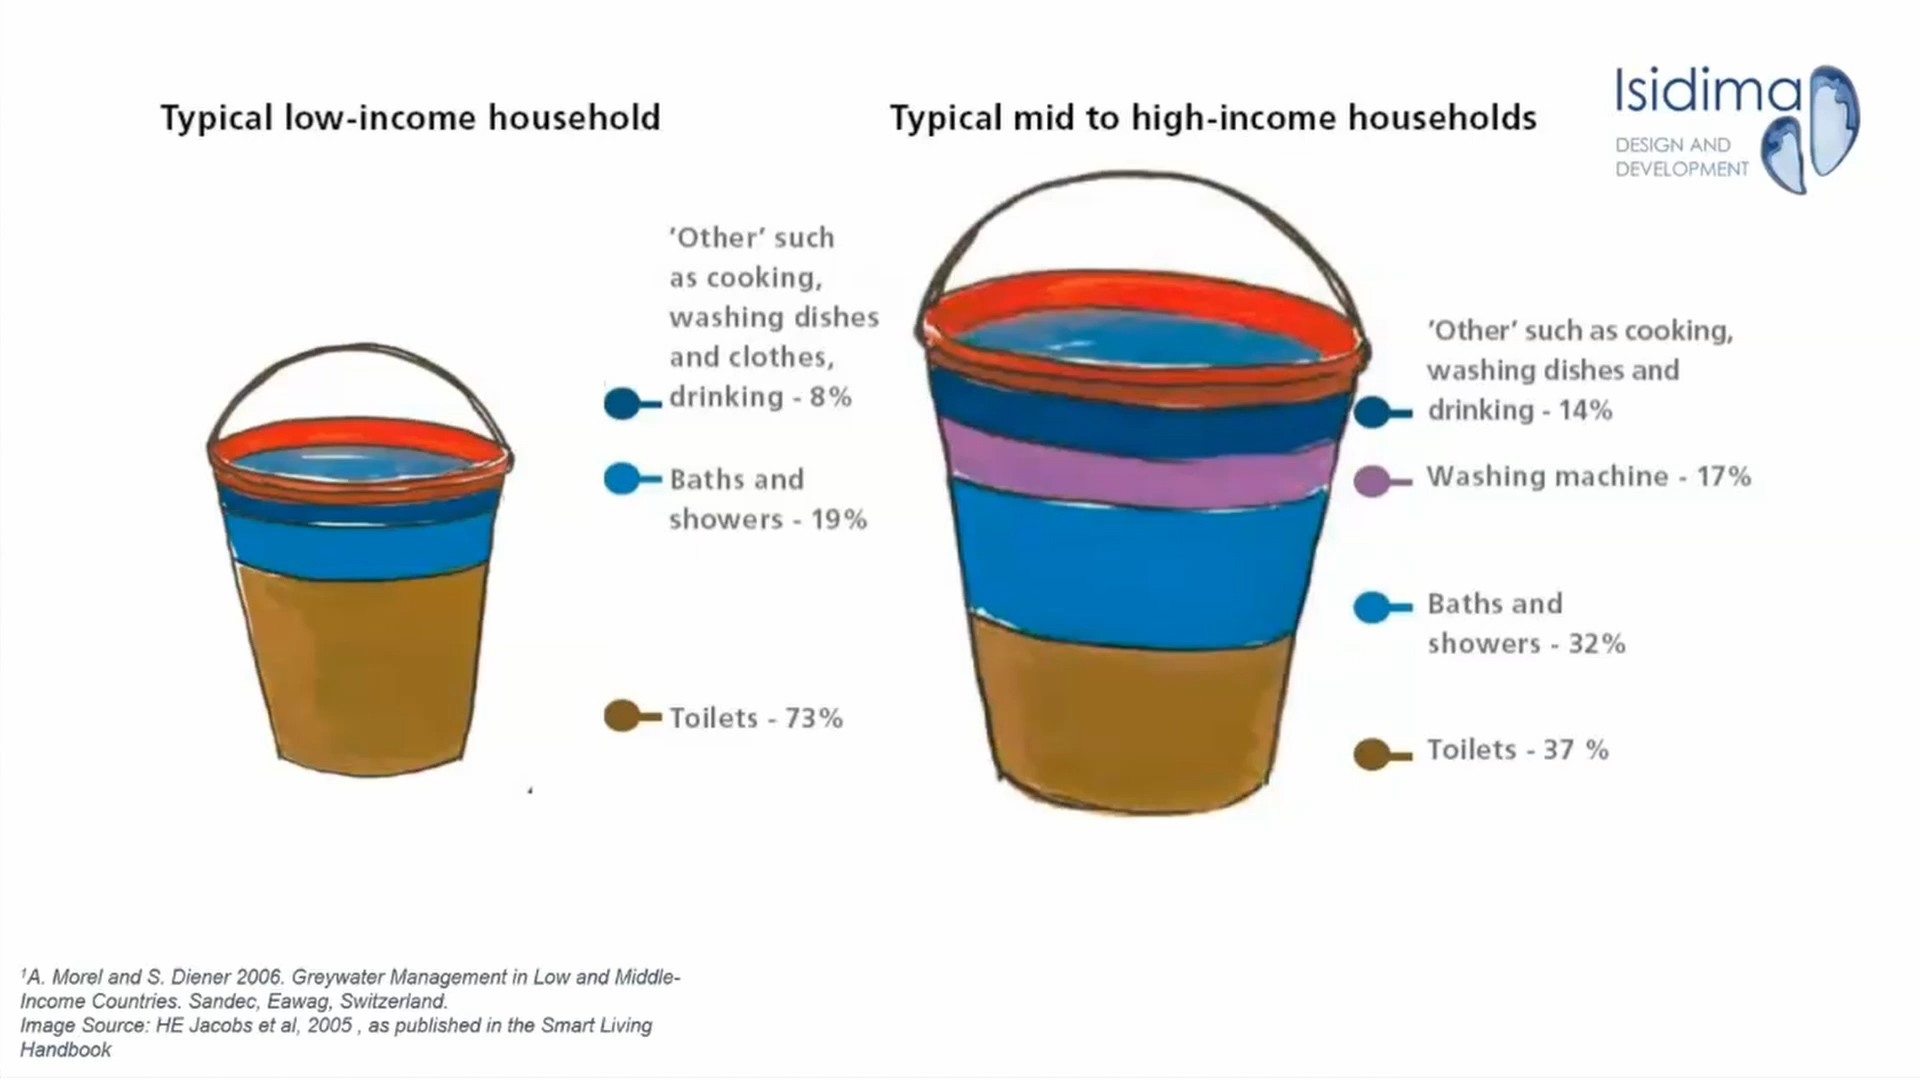 Typical low-income household
Typical mid to high-income households
Isidima
DESIGN AND
DEVELOPMENT
'Other' such
as cooking,
washing dishes
and clothes,
drinking - 8%
Baths and
showers - 19%
Toilets - 73%
'Other' such as cooking,
washing dishes and
drinking - 14%
Washing machine - 17%
Baths and
showers - 32%
Toilets - 37 %
¹A. Morel and S. Diener 2006. Greywater Management in Low and Middle-
Income Countries. Sandec, Eawag, Switzerland.
Image Source: HE Jacobs et al, 2005 , as published in the Smart Living
Handbook